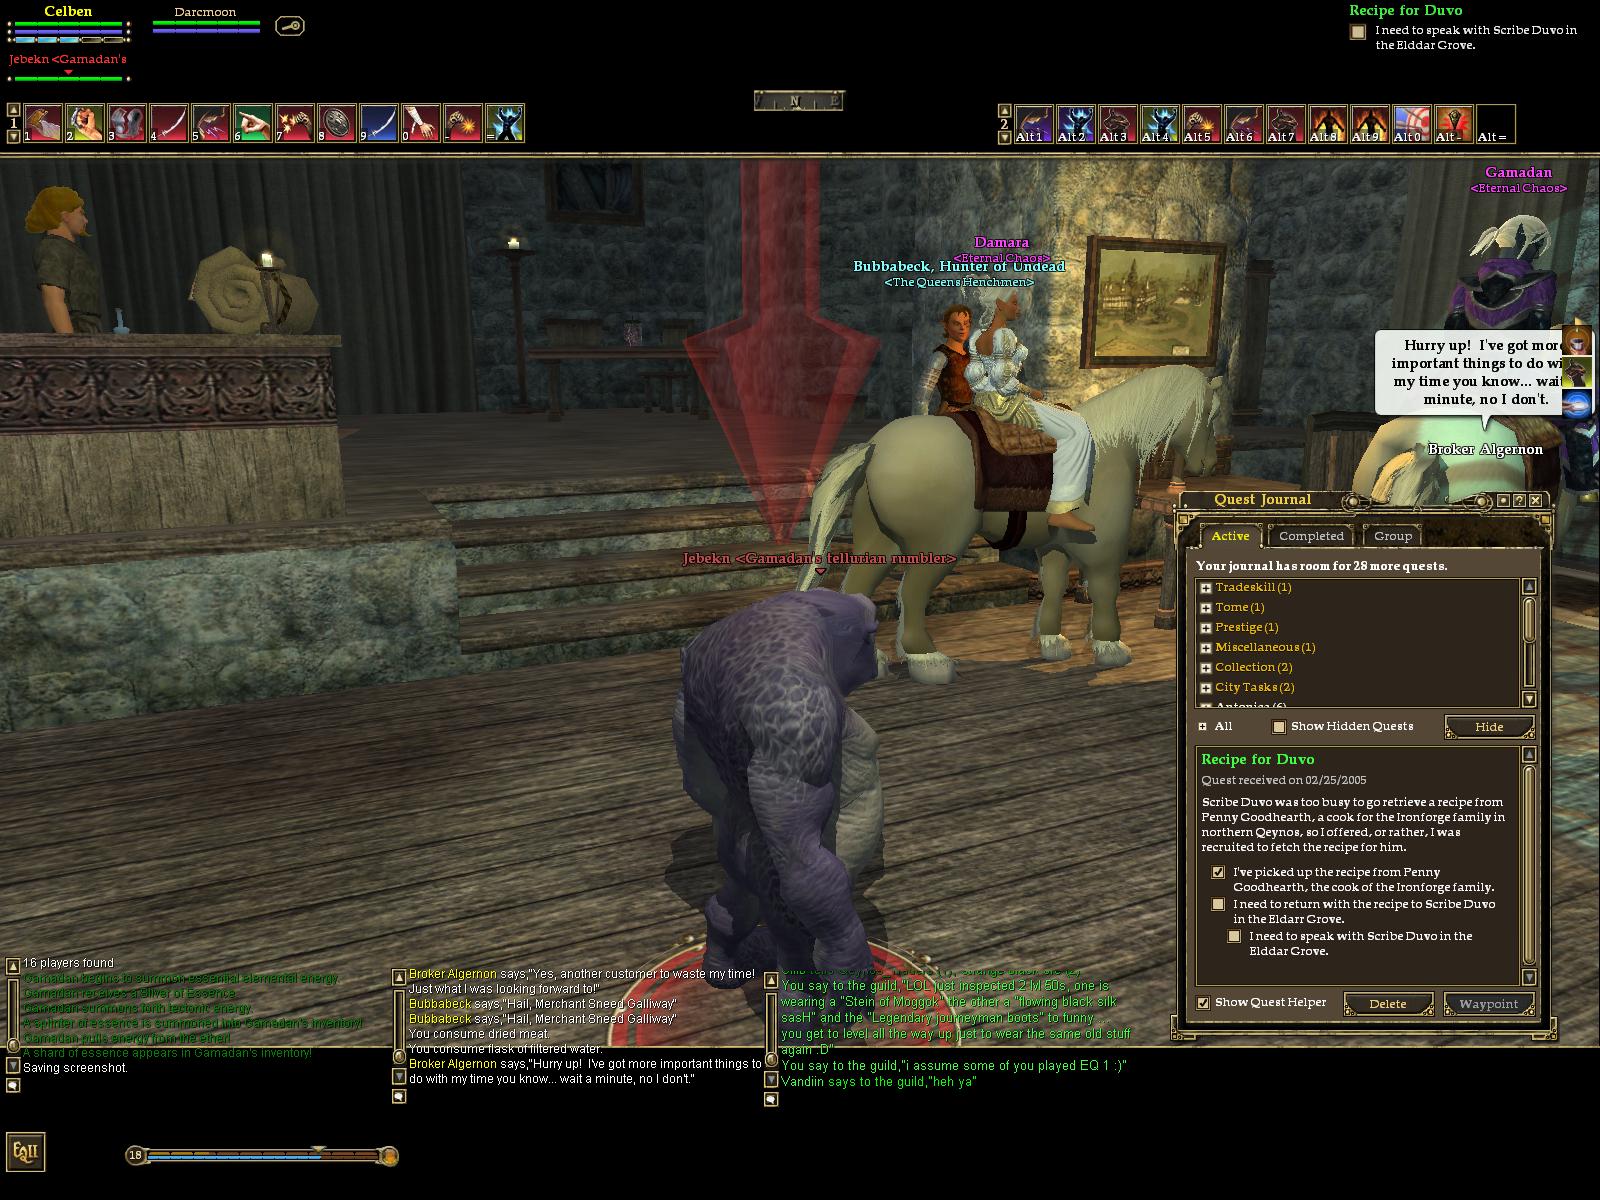 Celben
Darcmoon
Jebekn <Gamadan's
Recipe for Duvo
I need to speak with Scribe Duvo in
the Elddar Grove.
1
1 2 3 4 5 6 7 8 9 0 - =
N E
2
Alt1 Alt2 Alt3 Alt4 Alt5 Alt6 Alt7 Alt8 Alt9 Alt0 Alt- Alt=
Gamadan
<Eternal Chaos>
Damara
<Eternal Chaos>
Bubbabeck, Hunter of Undead
<The Queens Henchmen>
Hurry up! I've got more
important things to do
my time you know...
minute, no I don't.
Broker Algernon
Jebekn <Gamadan's tellurian rumbler>
Quest Journal
?
Active Completed Group
Your journal has room for 28 more quests.
Tradeskill (1)
Tome (1)
Prestige (1)
Miscellaneous (1)
Collection (2)
City Tasks (2)
Antonica (6)
All Show Hidden Quests Hide
Recipe for Duvo
Quest received on 02/25/2005
Scribe Duvo was too busy to go retrieve a recipe from
Penny Goodhearth, a cook for the Ironforge family in
northern Qeynos, so I offered, or rather, I was
recruited to fetch the recipe for him.
I've picked up the recipe from Penny
Goodhearth, the cook of the Ironforge family.
I need to return with the recipe to Scribe Duvo
in the Eldarr Grove.
I need to speak with Scribe Duvo in the
Elddar Grove.
Show Quest Helper Delete Waypoint
16 players found
Gamadan begins to summon essential elemental energy.
Gamadan receives a Sliver of Essence
Gamadan summons forth tectonic energy.
A splinter of essence is summoned into Gamadan's inventory!
Gamadan pulls energy from the ether!
A shard of essence appears in Gamadan's inventory!
Saving screenshot.
Broker Algernon says,"Yes, another customer to waste my time!
Just what I was looking forward to!"
Bubbabeck says,"Hail, Merchant Sneed Galliway"
Bubbabeck says,"Hail, Merchant Sneed Galliway"
You consume dried meat.
You consume flask of filtered water.
Broker Algernon says,"Hurry up! I've got more important things to
do with my time you know... wait a minute, no I don't."
You say to the guild,"LOL just inspected 2 lvl 50s, one is
wearing a "Stein of Moggok" the other a "flowing black silk
sasH" and the "Legendary journeyman boots" to funny...
you get to level all the way up just to wear the same old stuff
again :D"
You say to the guild,"i assume some of you played EQ 1 :)"
Vandiin says to the guild,"heh ya"
EQII
18